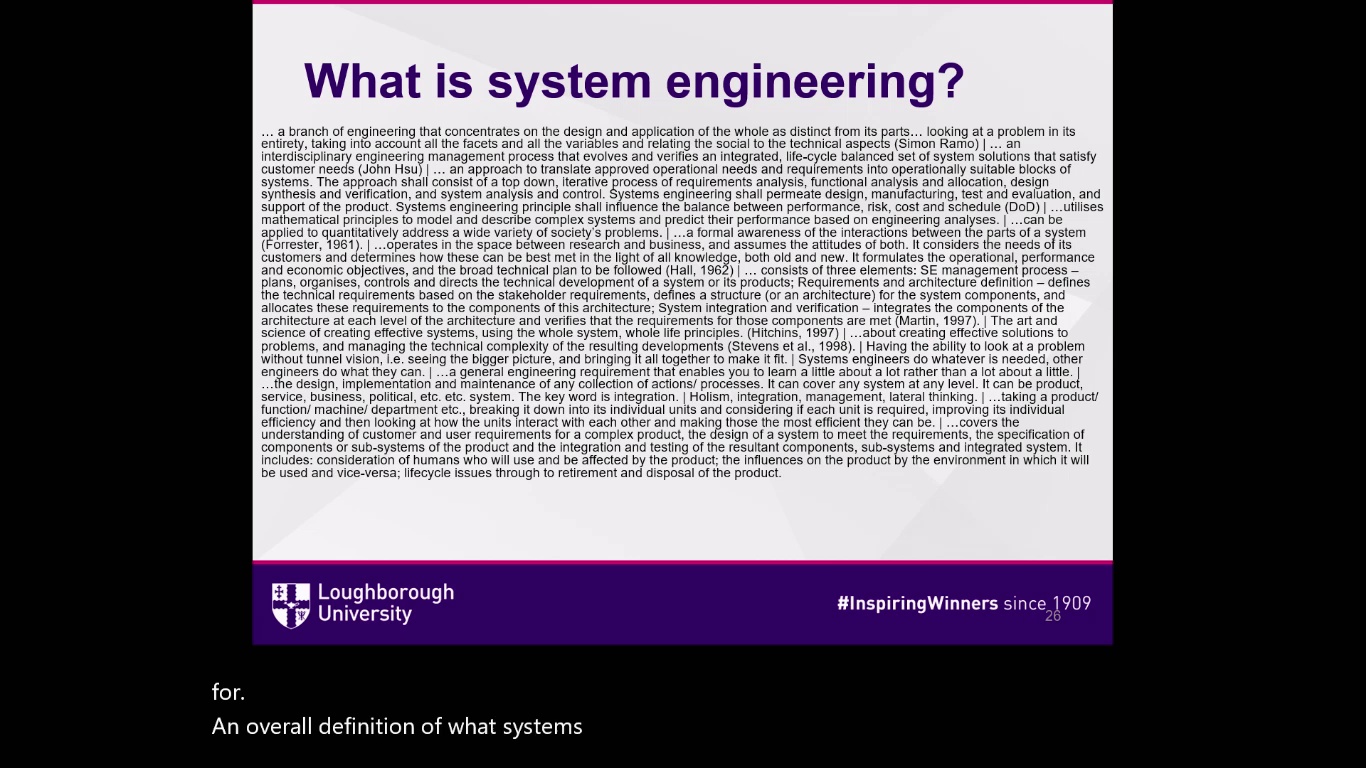 What is system engineering?
… a branch of engineering that concentrates on the design and application of the whole as distinct from its parts… looking at a problem in its
entirety, taking into account all the facets and all the variables and relating the social to the technical aspects (Simon Ramo) | … an
interdisciplinary engineering management process that evolves and verifies an integrated, life-cycle balanced set of system solutions that satisfy
customer needs (John Hsu) | … an approach to translate approved operational needs and requirements into operationally suitable blocks of
systems. The approach shall consist of a top down, iterative process of requirements analysis, functional analysis and allocation, design
synthesis and verification, and system analysis and control. Systems engineering shall permeate design, manufacturing, test and evaluation, and
support of the product. Systems engineering principle shall influence the balance between performance, risk, cost and schedule (DoD) | …utilises
mathematical principles to model and describe complex systems and predict their performance based on engineering analyses. | …can be
applied to quantitatively address a wide variety of society's problems. | …a formal awareness of the interactions between the parts of a system
(Forrester, 1961). | …operates in the space between research and business, and assumes the attitudes of both. It considers the needs of its
customers and determines how these can be best met in the light of all knowledge, both old and new. It formulates the operational, performance
and economic objectives, and the broad technical plan to be followed (Hall, 1962) | … consists of three elements: SE management process –
plans, organises, controls and directs the technical development of a system or its products; Requirements and architecture definition – defines
the technical requirements based on the stakeholder requirements, defines a structure (or an architecture) for the system components, and
allocates these requirements to the components of this architecture; System integration and verification – integrates the components of the
architecture at each level of the architecture and verifies that the requirements for those components are met (Martin, 1997). | The art and
science of creating effective systems, using the whole system, whole life principles. (Hitchins, 1997) | …about creating effective solutions to
problems, and managing the technical complexity of the resulting developments (Stevens et al., 1998). | Having the ability to look at a problem
without tunnel vision, i.e. seeing the bigger picture, and bringing it all together to make it fit. | Systems engineers do whatever is needed, other
engineers do what they can. | …a general engineering requirement that enables you to learn a little about a lot rather than a lot about a little. |
…the design, implementation and maintenance of any collection of actions/ processes. It can cover any system at any level. It can be product,
service, business, political, etc. etc. system. The key word is integration. | Holism, integration, management, lateral thinking. | …taking a product/
function/ machine/ department etc., breaking it down into its individual units and considering if each unit is required, improving its individual
efficiency and then looking at how the units interact with each other and making those the most efficient they can be. | …covers the
understanding of customer and user requirements for a complex product, the design of a system to meet the requirements, the specification of
components or sub-systems of the product and the integration and testing of the resultant components, sub-systems and integrated system. It
includes: consideration of humans who will use and be affected by the product; the influences on the product by the environment in which it will
be used and vice-versa; lifecycle issues through to retirement and disposal of the product.
Loughborough
University
#InspiringWinners since 1909
26
for.
An overall definition of what systems